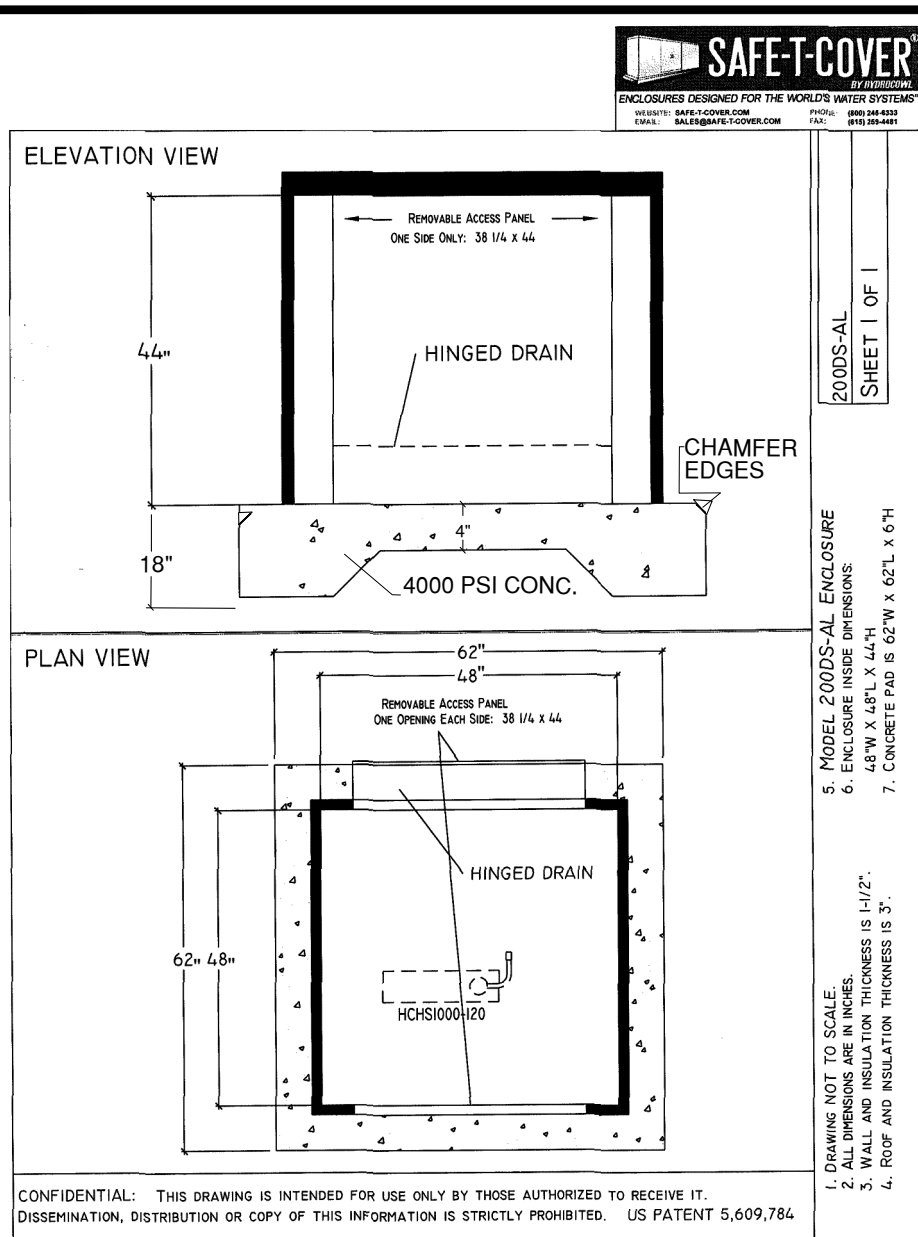 SAFE-T-COVER®
BY HYDROCOWL
ENCLOSURES DESIGNED FOR THE WORLD'S WATER SYSTEMS"
WEBSITE: SAFE-T-COVER.COM PHONE: (800) 245-6333
EMAIL: SALES@SAFE-T-COVER.COM FAX: (615) 259-4481
ELEVATION VIEW
REMOVABLE ACCESS PANEL
ONE SIDE ONLY: 38 1/4 X 44
44"
HINGED DRAIN
CHAMFER
EDGES
4"
18"
4000 PSI CONC.
200DS-AL
SHEET 1 OF 1
PLAN VIEW
62"
48"
REMOVABLE ACCESS PANEL
ONE OPENING EACH SIDE: 38 1/4 X 44
HINGED DRAIN
62" 48"
HCHS1000-120
1. DRAWING NOT TO SCALE.
2. ALL DIMENSIONS ARE IN INCHES.
3. WALL AND INSULATION THICKNESS IS 1-1/2".
4. ROOF AND INSULATION THICKNESS IS 3".
5. MODEL 200DS-AL ENCLOSURE
6. ENCLOSURE INSIDE DIMENSIONS:
48"W X 48"L X 44"H
7. CONCRETE PAD IS 62"W X 62"L X 6"H
CONFIDENTIAL: THIS DRAWING IS INTENDED FOR USE ONLY BY THOSE AUTHORIZED TO RECEIVE IT.
DISSEMINATION, DISTRIBUTION OR COPY OF THIS INFORMATION IS STRICTLY PROHIBITED. US PATENT 5,609,784